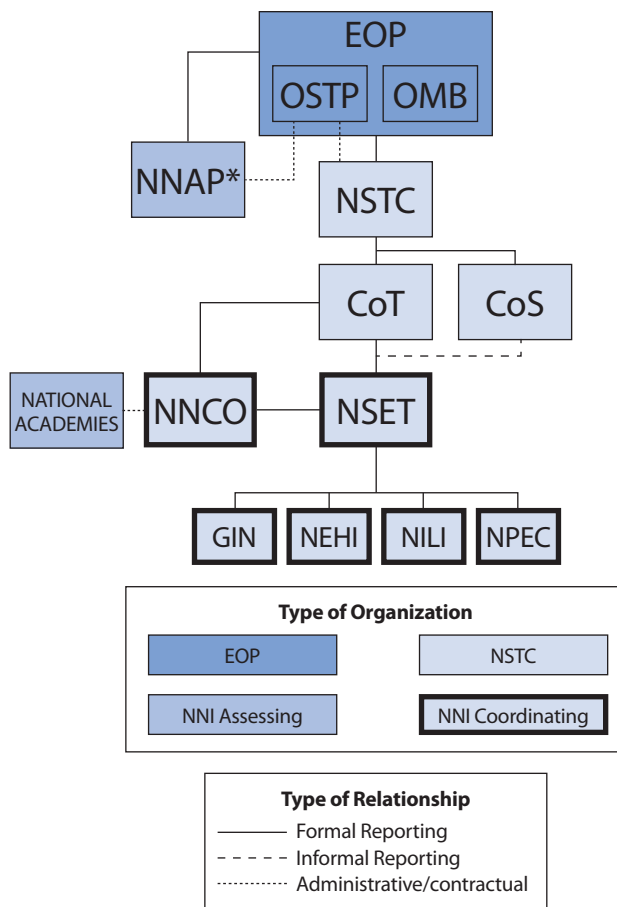 EOP
OSTP
OMB
NNAP*
NSTC
CoT
CoS
NATIONAL
ACADEMIES
NNCO
NSET
GIN
NEHI
NILI
NPEC
Type of Organization
EOP
NSTC
NNI Assessing
NNI Coordinating
Type of Relationship
Formal Reporting
Informal Reporting
Administrative/contractual